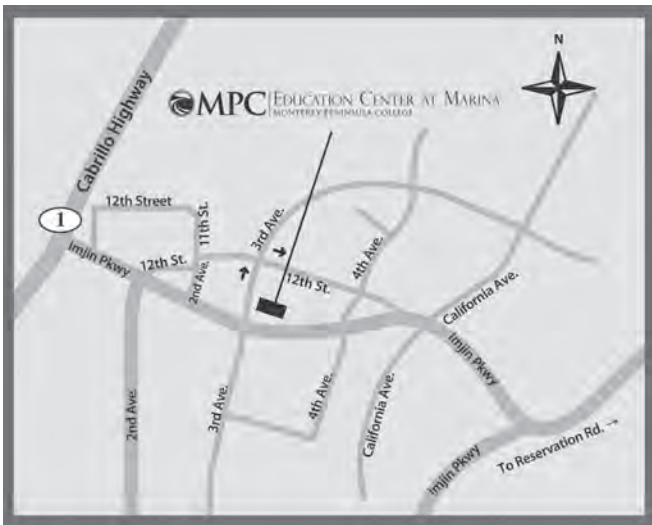 N
MPC EDUCATION CENTER AT MARINA
MONTEREY PENINSULA COLLEGE
Cabrillo Highway
1
12th Street
11th St.
3rd Ave.
4th Ave.
Imjin Pkwy
12th St.
2nd Ave.
12th St.
California Ave.
Imjin Pkwy
2nd Ave.
3rd Ave.
4th Ave.
California Ave.
Imjin Pkwy
To Reservation Rd. →